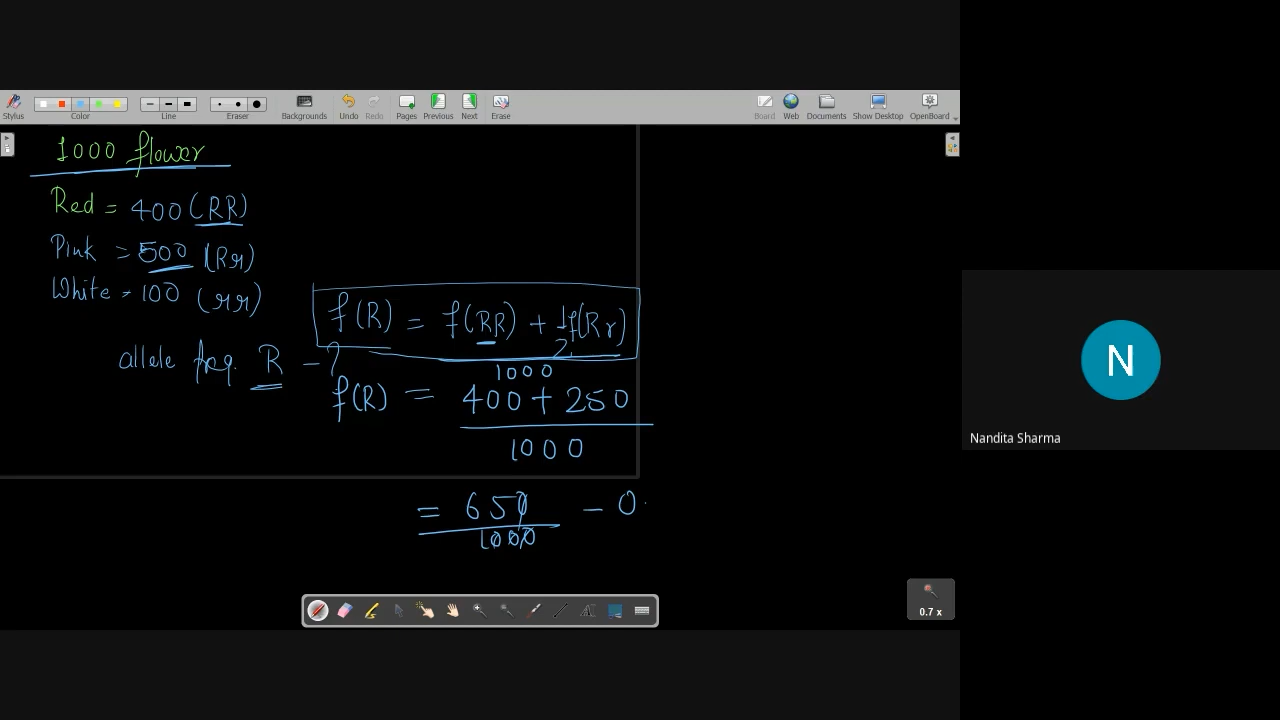 Stylus Color Line Eraser Backgrounds Undo Redo Pages Previous Next Erase Board Web Documents Show Desktop OpenBoard
1000 flower
Red = 400 (RR)
Pink = 500 (Rr)
White - 100 (rr)
allele freq. R - ?
f(R) = f(RR) + 1/2 f(Rr)
1000
f(R) = 400 + 250
1000
= 650 - 0.
1000
N
Nandita Sharma
0.7 x